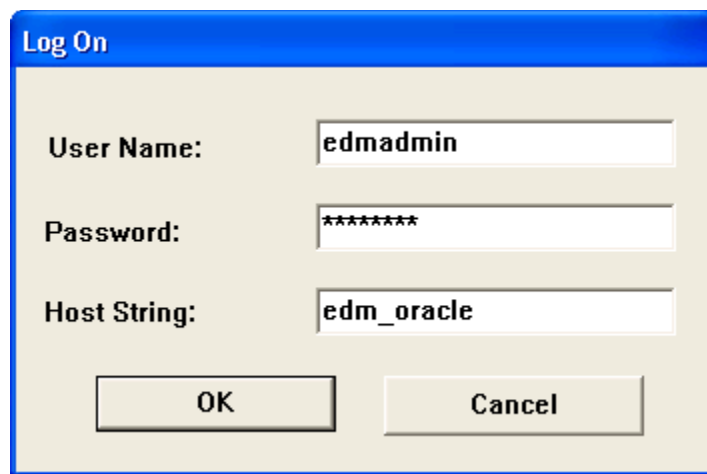 Log On
User Name: edmadmin
Password: ********
Host String: edm_oracle
OK Cancel